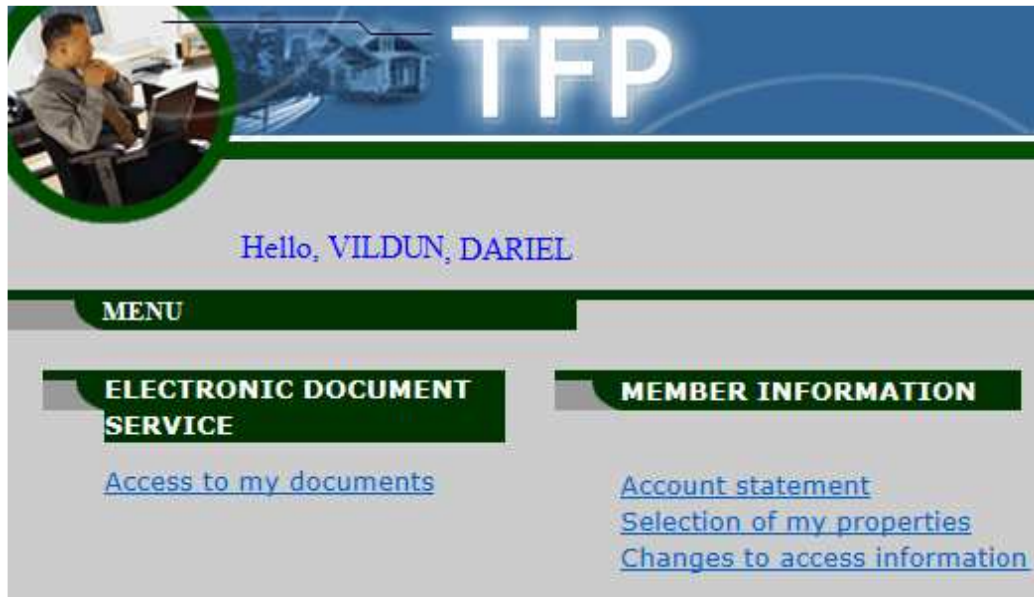 TFP
Hello, VILDUN, DARIEL
MENU
ELECTRONIC DOCUMENT
SERVICE
Access to my documents
MEMBER INFORMATION
Account statement
Selection of my properties
Changes to access information